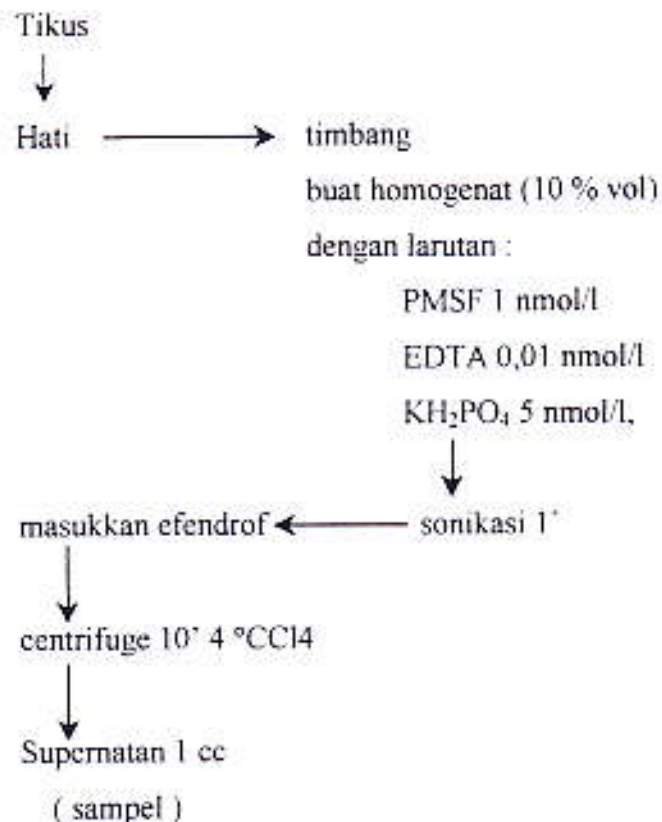 Tikus
Hati
timbang
buat homogenat (10 % vol)
dengan larutan :
PMSF 1 nmol/l
EDTA 0,01 nmol/l
KH₂PO₄ 5 nmol/l,
sonikasi 1'
masukkan efendrof
centrifuge 10' 4 °CCl4
Supernatan 1 cc
( sampel )